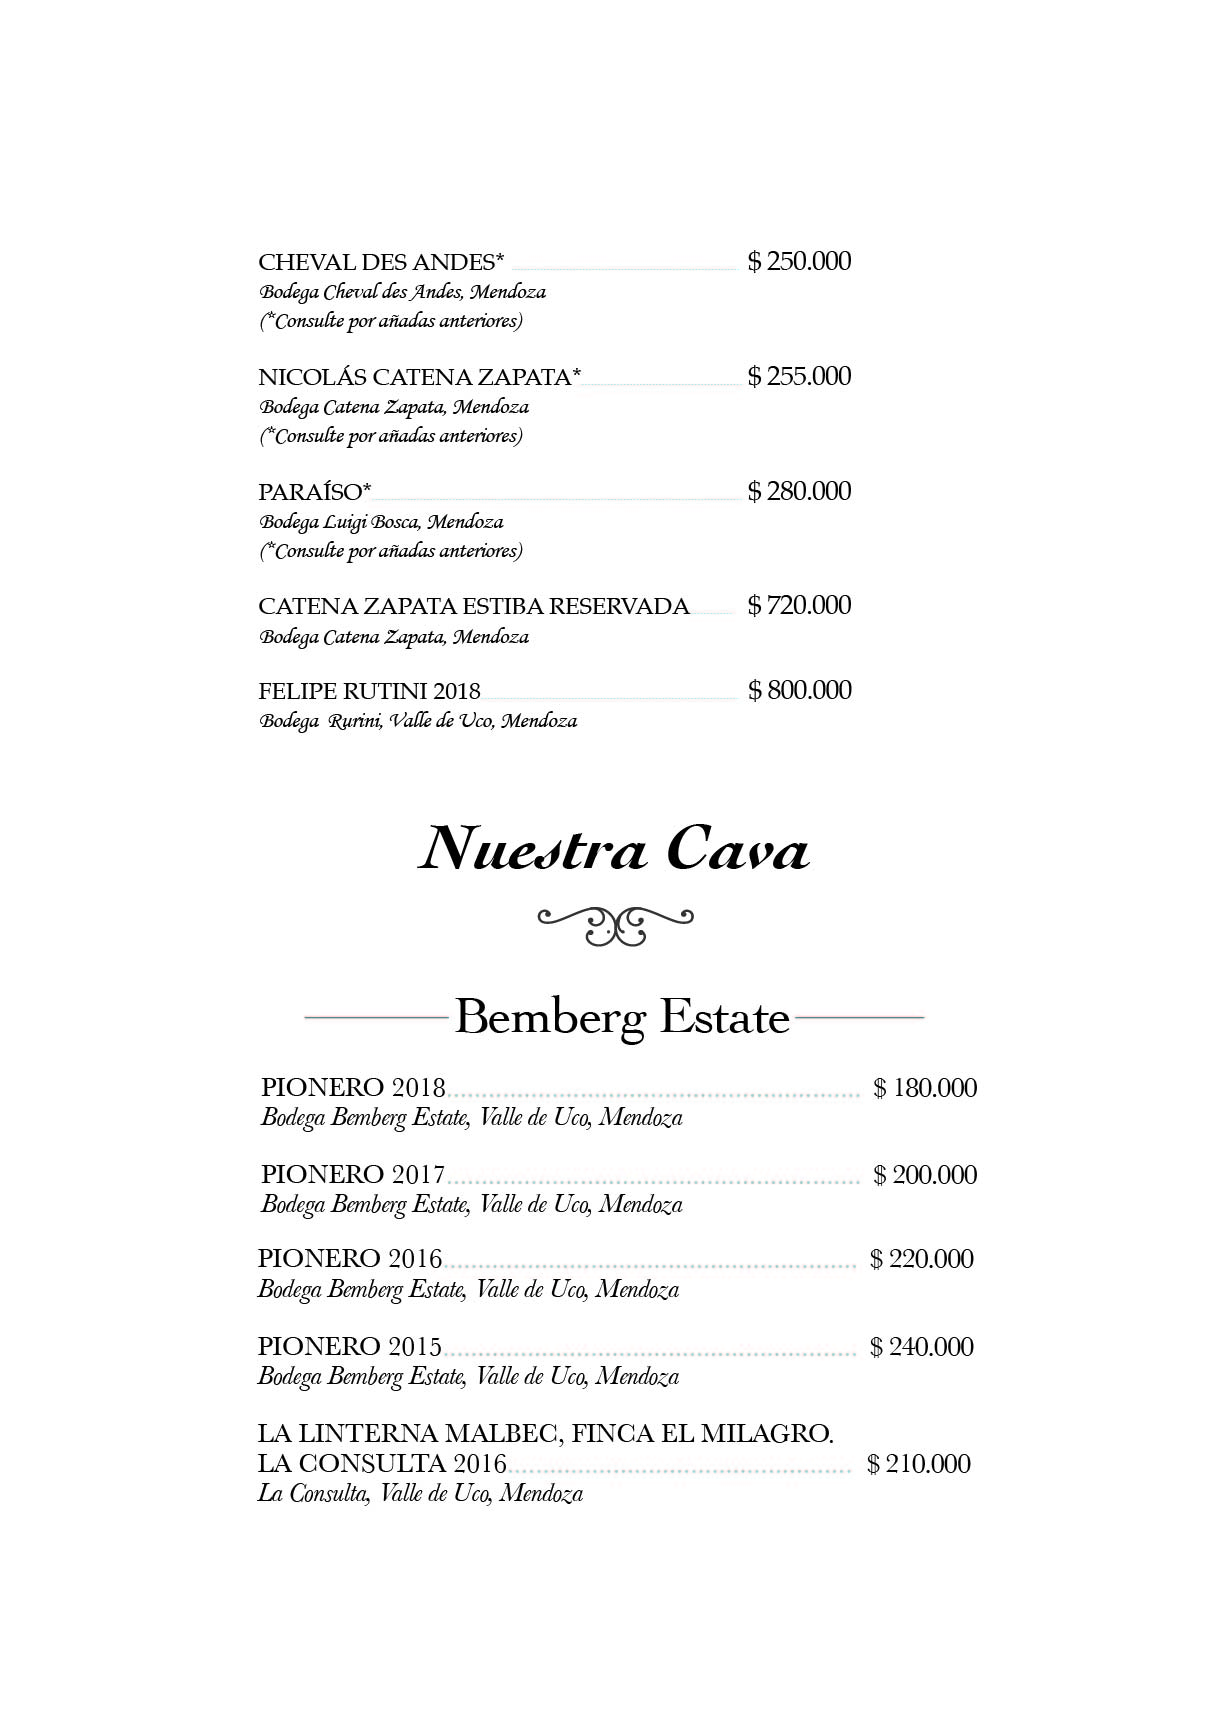 CHEVAL DES ANDES* $ 250.000
Bodega Cheval des Andes, Mendoza
(*Consulte por añadas anteriores)
NICOLÁS CATENA ZAPATA* $ 255.000
Bodega Catena Zapata, Mendoza
(*Consulte por añadas anteriores)
PARAÍSO* $ 280.000
Bodega Luigi Bosca, Mendoza
(*Consulte por añadas anteriores)
CATENA ZAPATA ESTIBA RESERVADA $ 720.000
Bodega Catena Zapata, Mendoza
FELIPE RUTINI 2018 $ 800.000
Bodega Rurini, Valle de Uco, Mendoza
Nuestra Cava
Bemberg Estate
PIONERO 2018 $ 180.000
Bodega Bemberg Estate, Valle de Uco, Mendoza
PIONERO 2017 $ 200.000
Bodega Bemberg Estate, Valle de Uco, Mendoza
PIONERO 2016 $ 220.000
Bodega Bemberg Estate, Valle de Uco, Mendoza
PIONERO 2015 $ 240.000
Bodega Bemberg Estate, Valle de Uco, Mendoza
LA LINTERNA MALBEC, FINCA EL MILAGRO.
LA CONSULTA 2016 $ 210.000
La Consulta, Valle de Uco, Mendoza